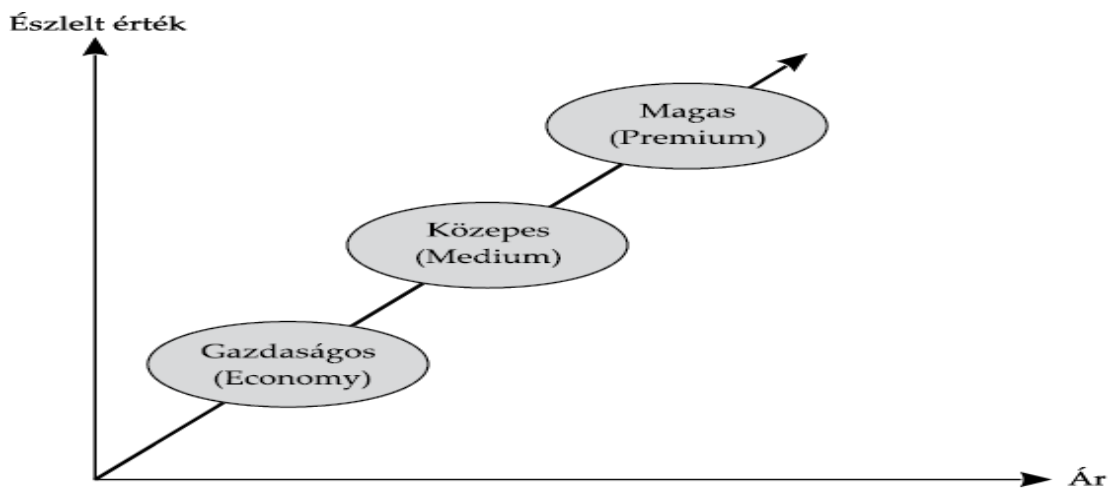 Észlelt érték
Magas
(Premium)
Közepes
(Medium)
Gazdaságos
(Economy)
Ár